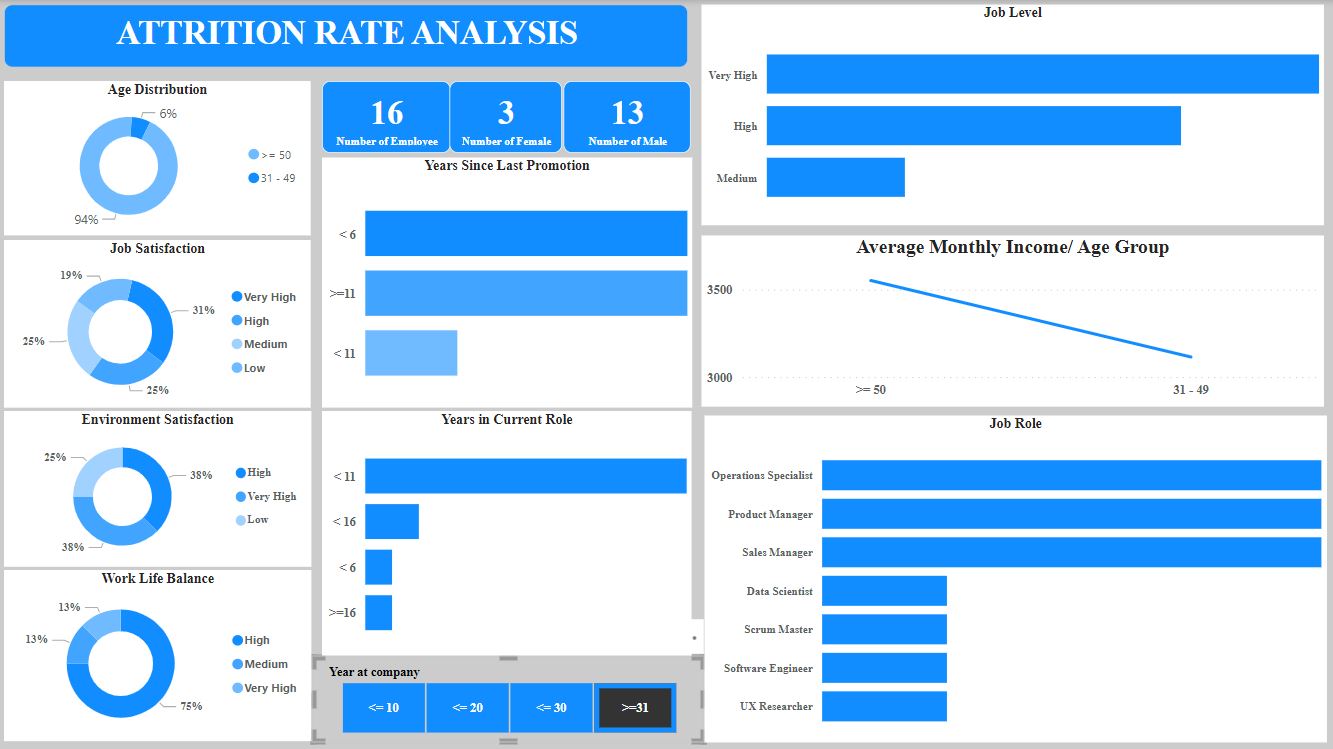 ATTRITION RATE ANALYSIS
Age Distribution
6%
94%
>= 50
31 - 49
Job Satisfaction
19%
31%
25%
25%
Very High
High
Medium
Low
Environment Satisfaction
25%
38%
38%
High
Very High
Low
Work Life Balance
13%
13%
75%
High
Medium
Very High
16
Number of Employee
3
Number of Female
13
Number of Male
Years Since Last Promotion
< 6
>=11
< 11
Years in Current Role
< 11
< 16
< 6
>=16
Year at company
<= 10
<= 20
<= 30
>=31
Job Level
Very High
High
Medium
Average Monthly Income/ Age Group
3500
3000
>= 50
31 - 49
Job Role
Operations Specialist
Product Manager
Sales Manager
Data Scientist
Scrum Master
Software Engineer
UX Researcher